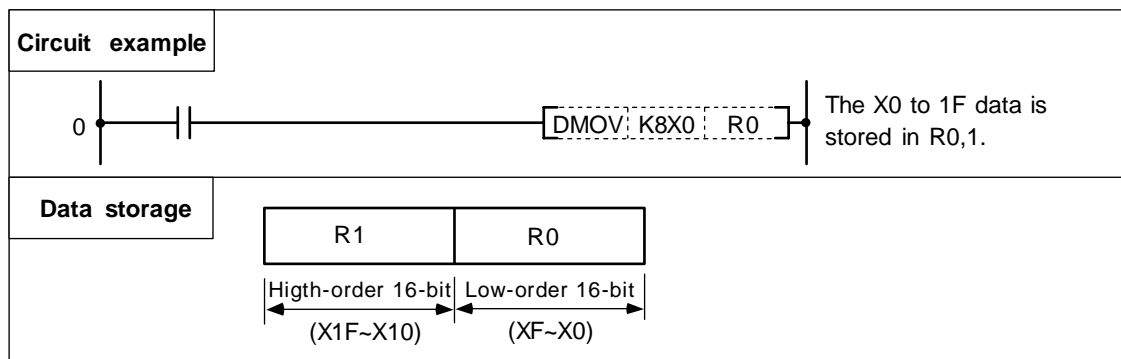 Circuit example
0
DMOV K8X0 R0
The X0 to 1F data is
stored in R0,1.
Data storage
R1 R0
Higth-order 16-bit Low-order 16-bit
(X1F~X10) (XF~X0)